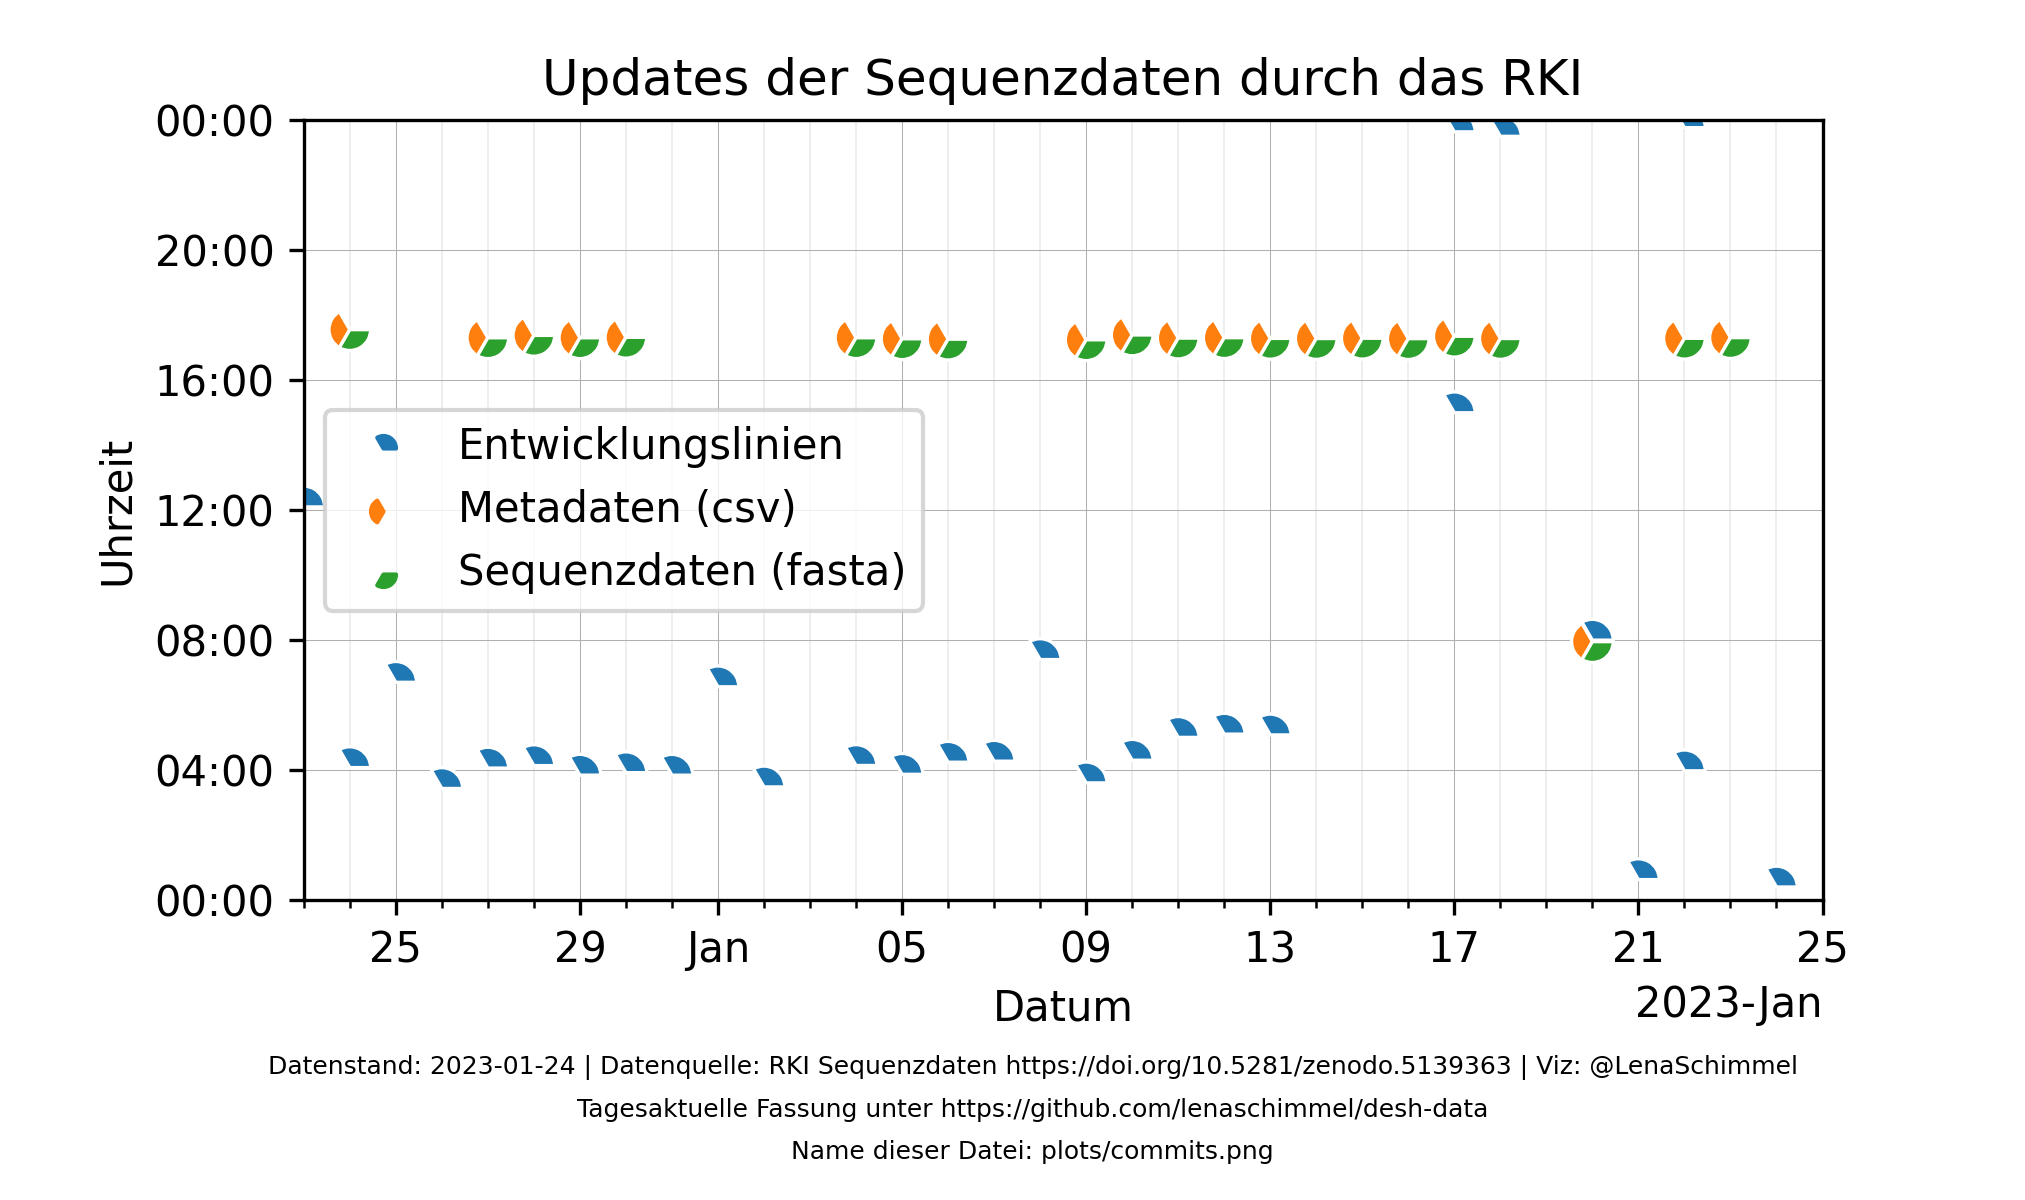 Updates der Sequenzdaten durch das RKI
00:00
20:00
16:00
12:00
08:00
04:00
00:00
Uhrzeit
Entwicklungslinien
Metadaten (csv)
Sequenzdaten (fasta)
25 29 Jan 05 09 13 17 21 25
Datum
2023-Jan
Datenstand: 2023-01-24 | Datenquelle: RKI Sequenzdaten https://doi.org/10.5281/zenodo.5139363 | Viz: @LenaSchimmel
Tagesaktuelle Fassung unter https://github.com/lenaschimmel/desh-data
Name dieser Datei: plots/commits.png